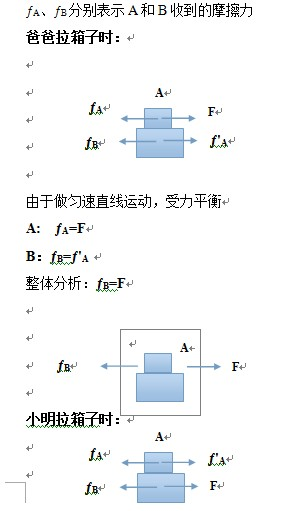 fA、fB分别表示 A 和 B 收到的摩擦力
爸爸拉箱子时：
A
fA F
fB f'A
由于做匀速直线运动，受力平衡
A: fA=F
B：fB=f'A
整体分析：fB=F
A
fB F
小明拉箱子时：
A
fA f'A
fB F